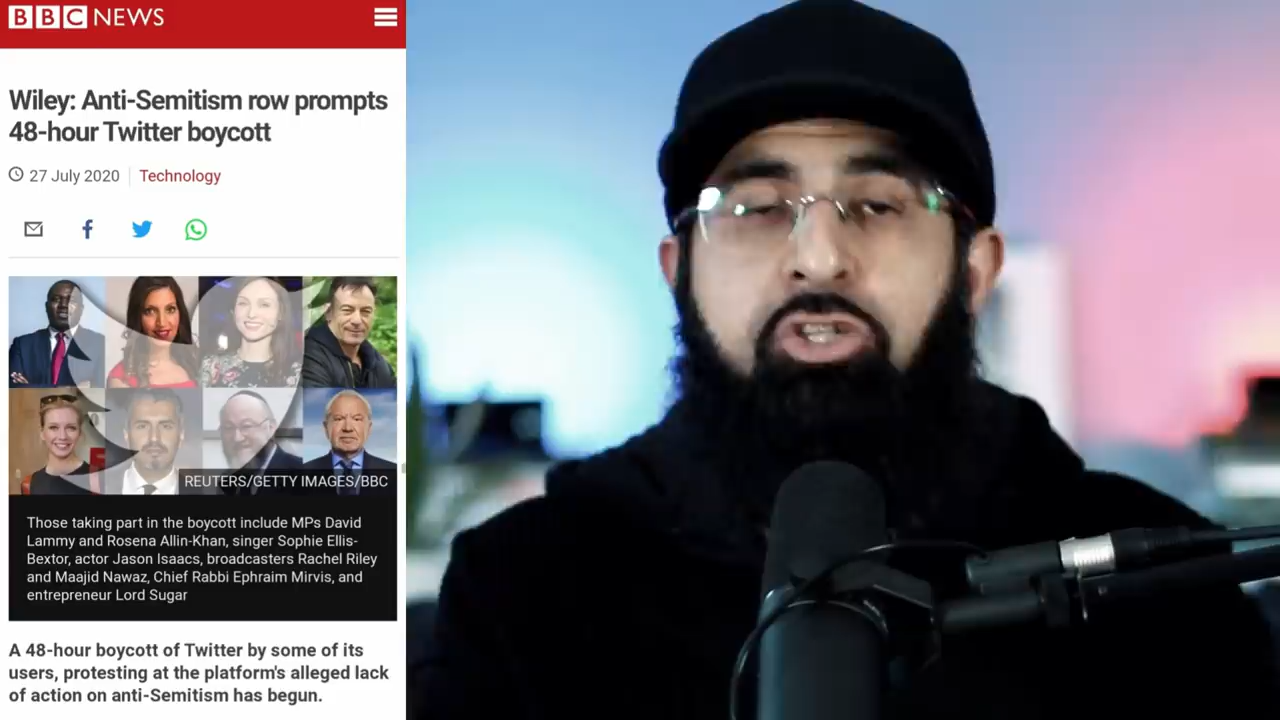 BBC NEWS
Wiley: Anti-Semitism row prompts
48-hour Twitter boycott
27 July 2020
Technology
REUTERS/GETTY IMAGES/BBC
Those taking part in the boycott include MPs David
Lammy and Rosena Allin-Khan, singer Sophie Ellis-
Bextor, actor Jason Isaacs, broadcasters Rachel Riley
and Maajid Nawaz, Chief Rabbi Ephraim Mirvis, and
entrepreneur Lord Sugar
A 48-hour boycott of Twitter by some of its
users, protesting at the platform's alleged lack
of action on anti-Semitism has begun.